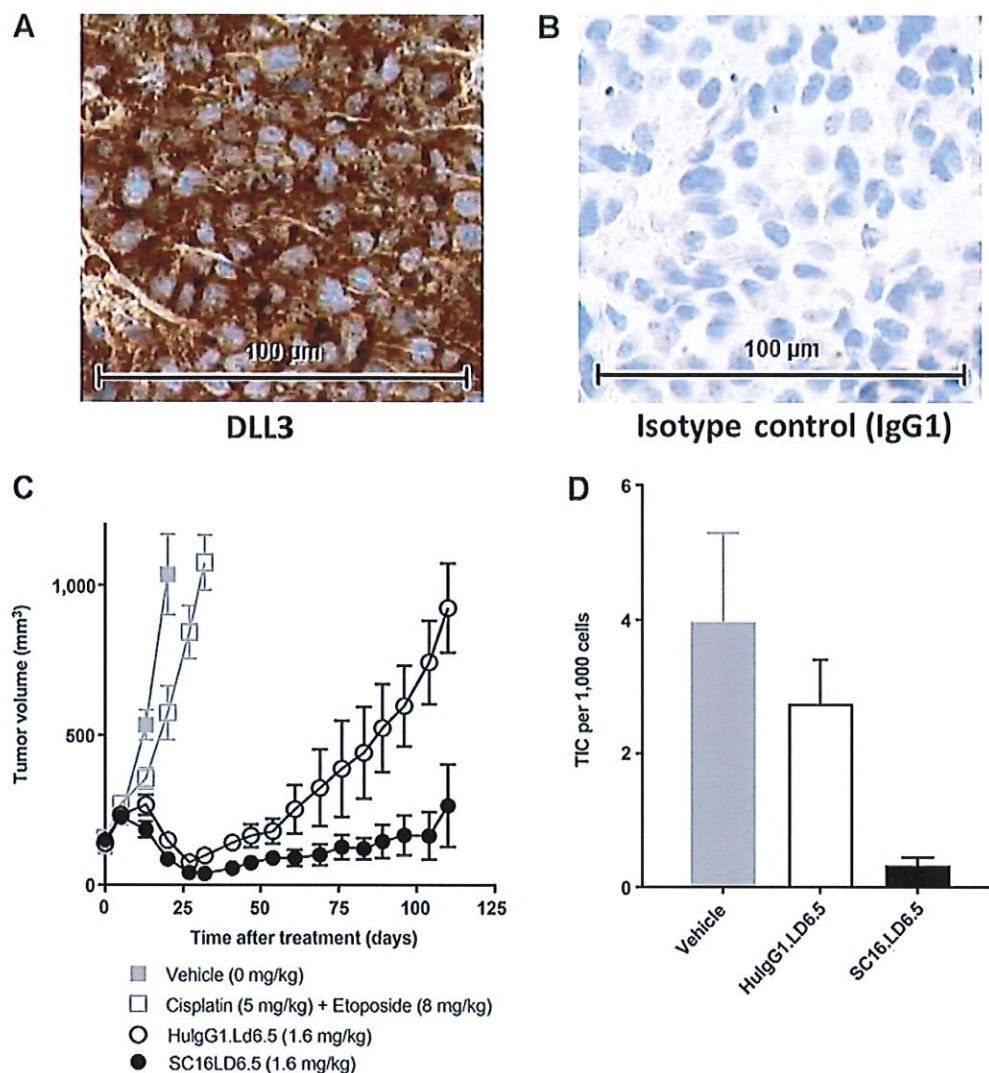 A
B
100 µm
100 µm
DLL3
Isotype control (IgG1)
C
D
1,000
500
0
Tumor volume (mm³)
0 25 50 75 100 125
Time after treatment (days)
Vehicle (0 mg/kg)
Cisplatin (5 mg/kg) + Etoposide (8 mg/kg)
HuIgG1.Ld6.5 (1.6 mg/kg)
SC16LD6.5 (1.6 mg/kg)
6
4
2
0
TIC per 1,000 cells
Vehicle
HuIgG1.LD6.5
SC16.LD6.5